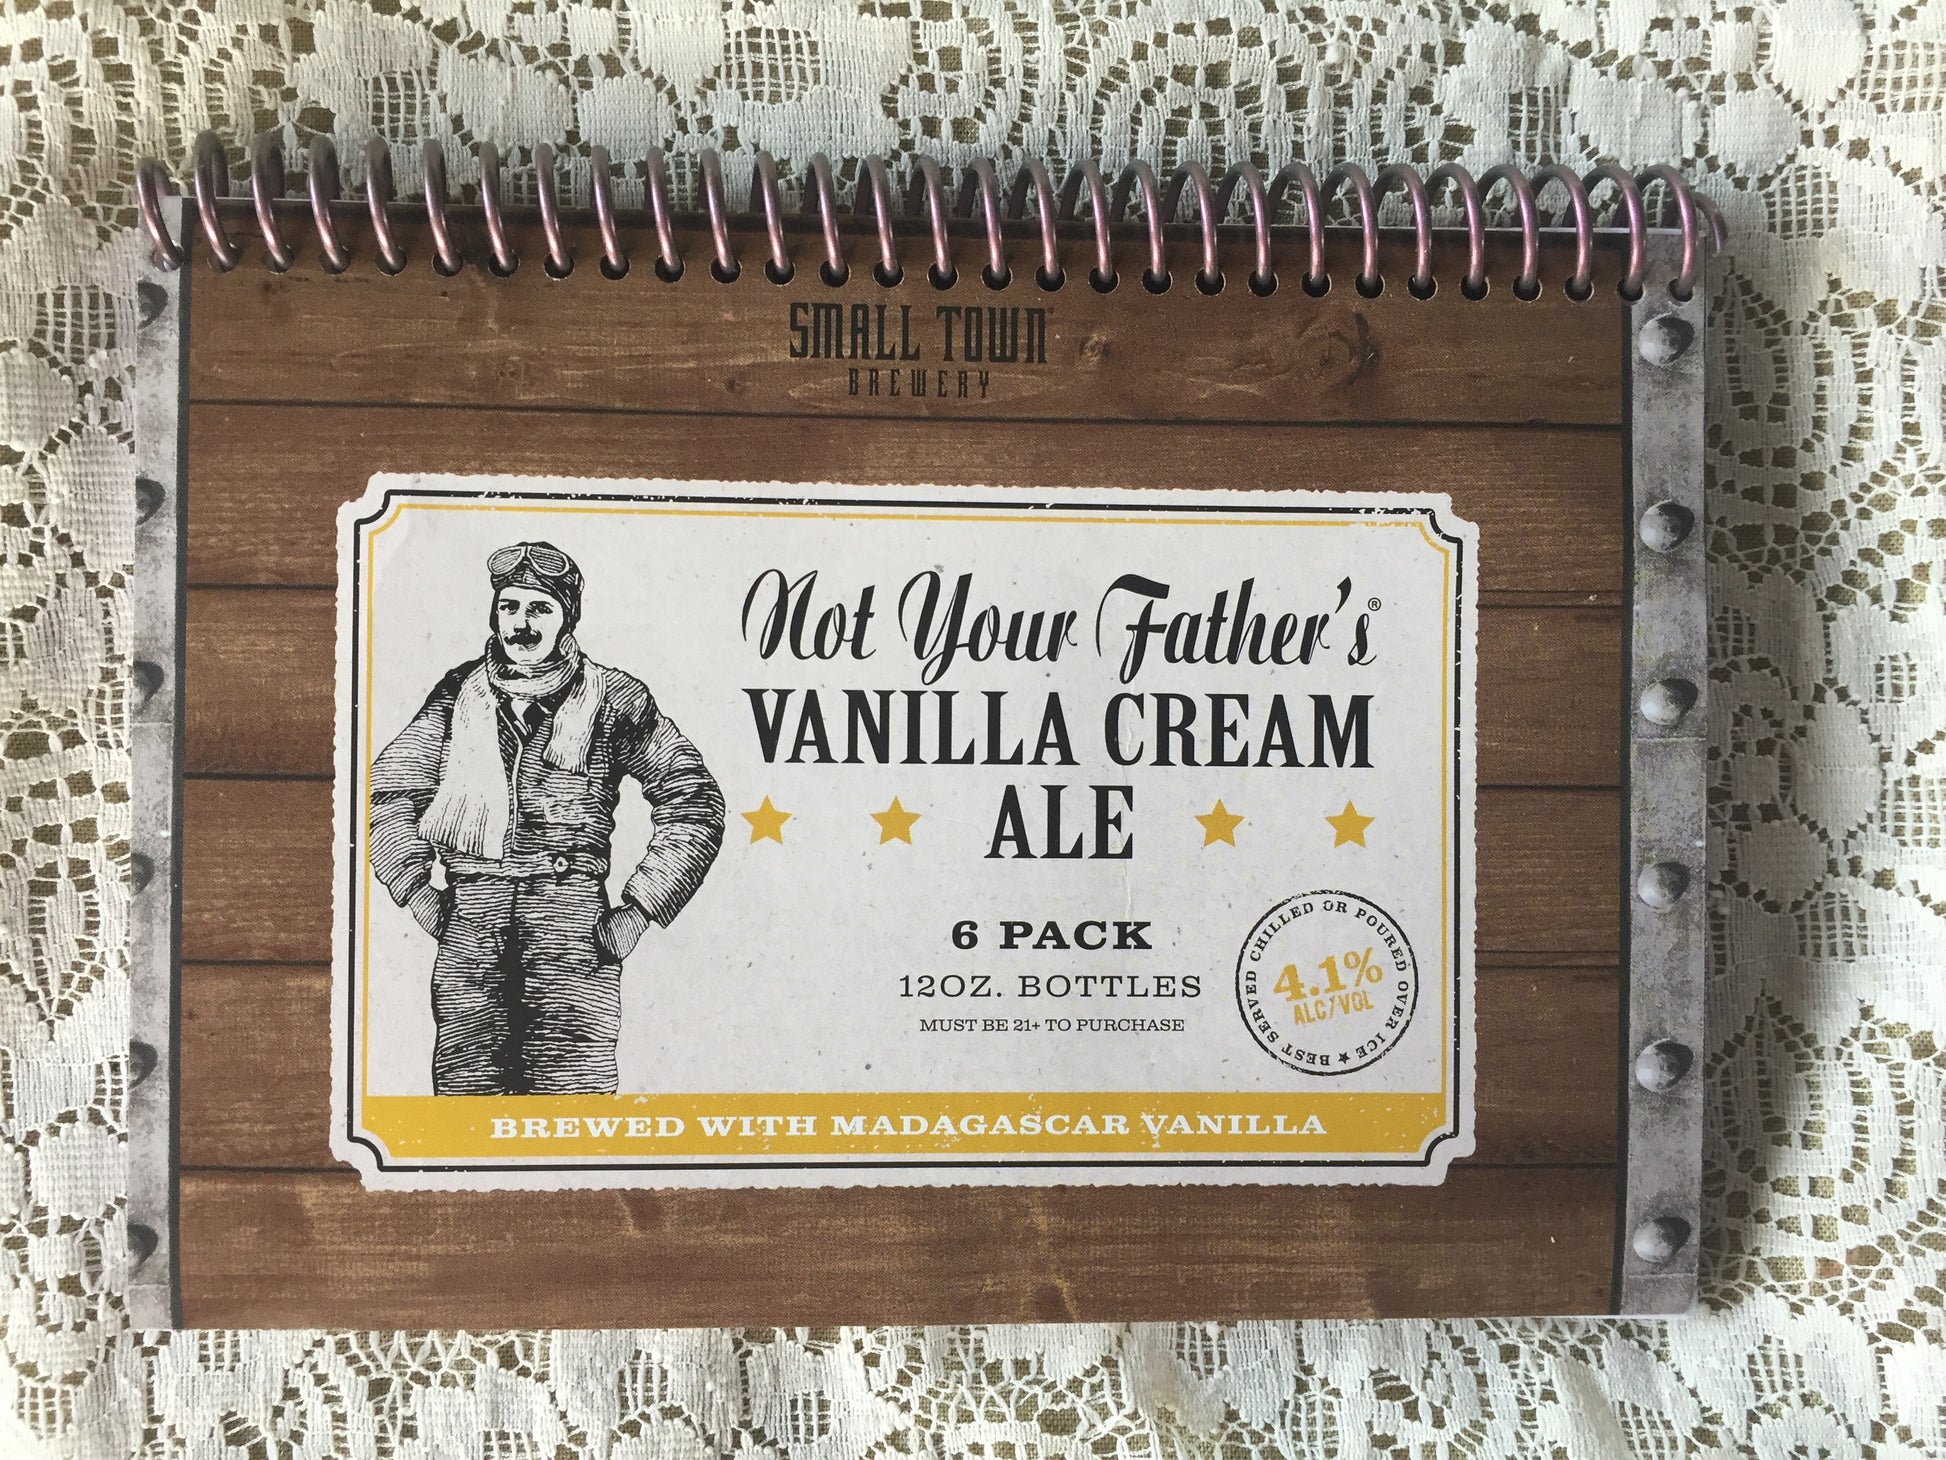 SMALL TOWN
BREWERY
Not Your Father's®
VANILLA CREAM
ALE
6 PACK
12OZ. BOTTLES
MUST BE 21+ TO PURCHASE
BEST SERVED CHILLED OR POURED OVER ICE ★
4.1%
ALC/VOL
BREWED WITH MADAGASCAR VANILLA